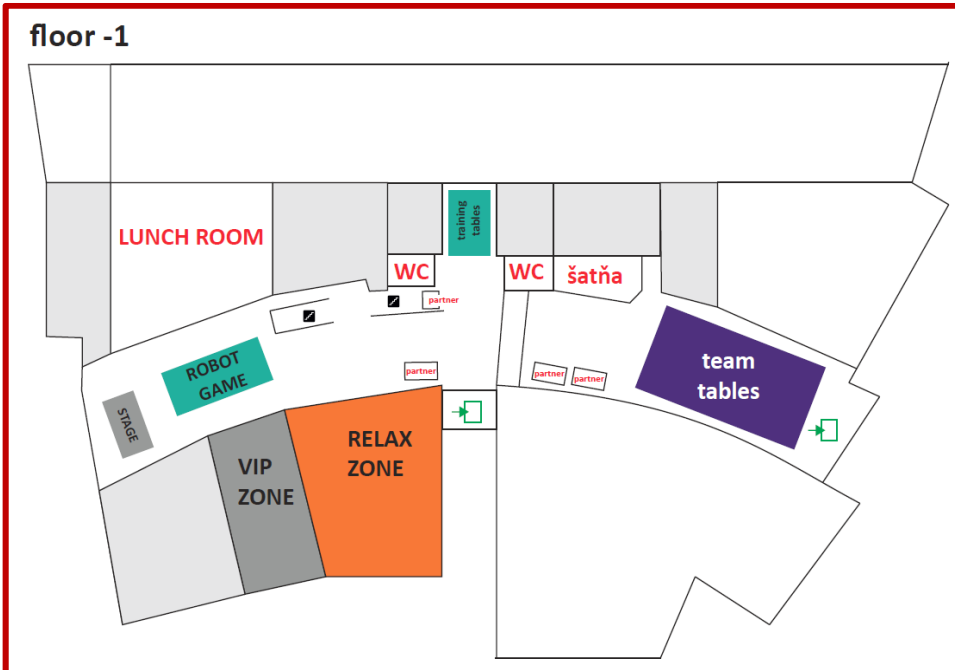 floor -1
training
tables
LUNCH ROOM
WC
WC
šatňa
partner
ROBOT
GAME
partner
partner
partner
team
tables
STAGE
VIP
ZONE
RELAX
ZONE